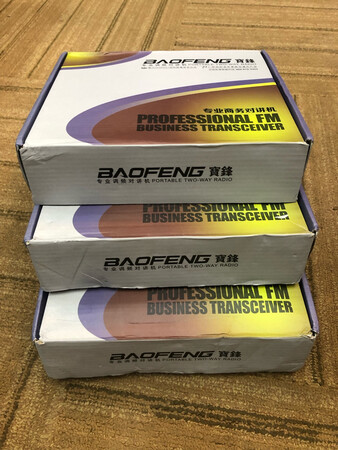 BAOFENG 寶鋒
专业商务对讲机
PROFESSIONAL FM
BUSINESS TRANSCEIVER
BAOFENG 寶鋒
专业调频对讲机 PORTABLE TWO-WAY RADIO
PROFESSIONAL FM
BUSINESS TRANSCEIVER
BAOFENG 寶鋒
专业调频对讲机 PORTABLE TWO-WAY RADIO
PROFESSIONAL FM
BUSINESS TRANSCEIVER
BAOFENG 寶鋒
专业调频对讲机 PORTABLE TWO-WAY RADIO